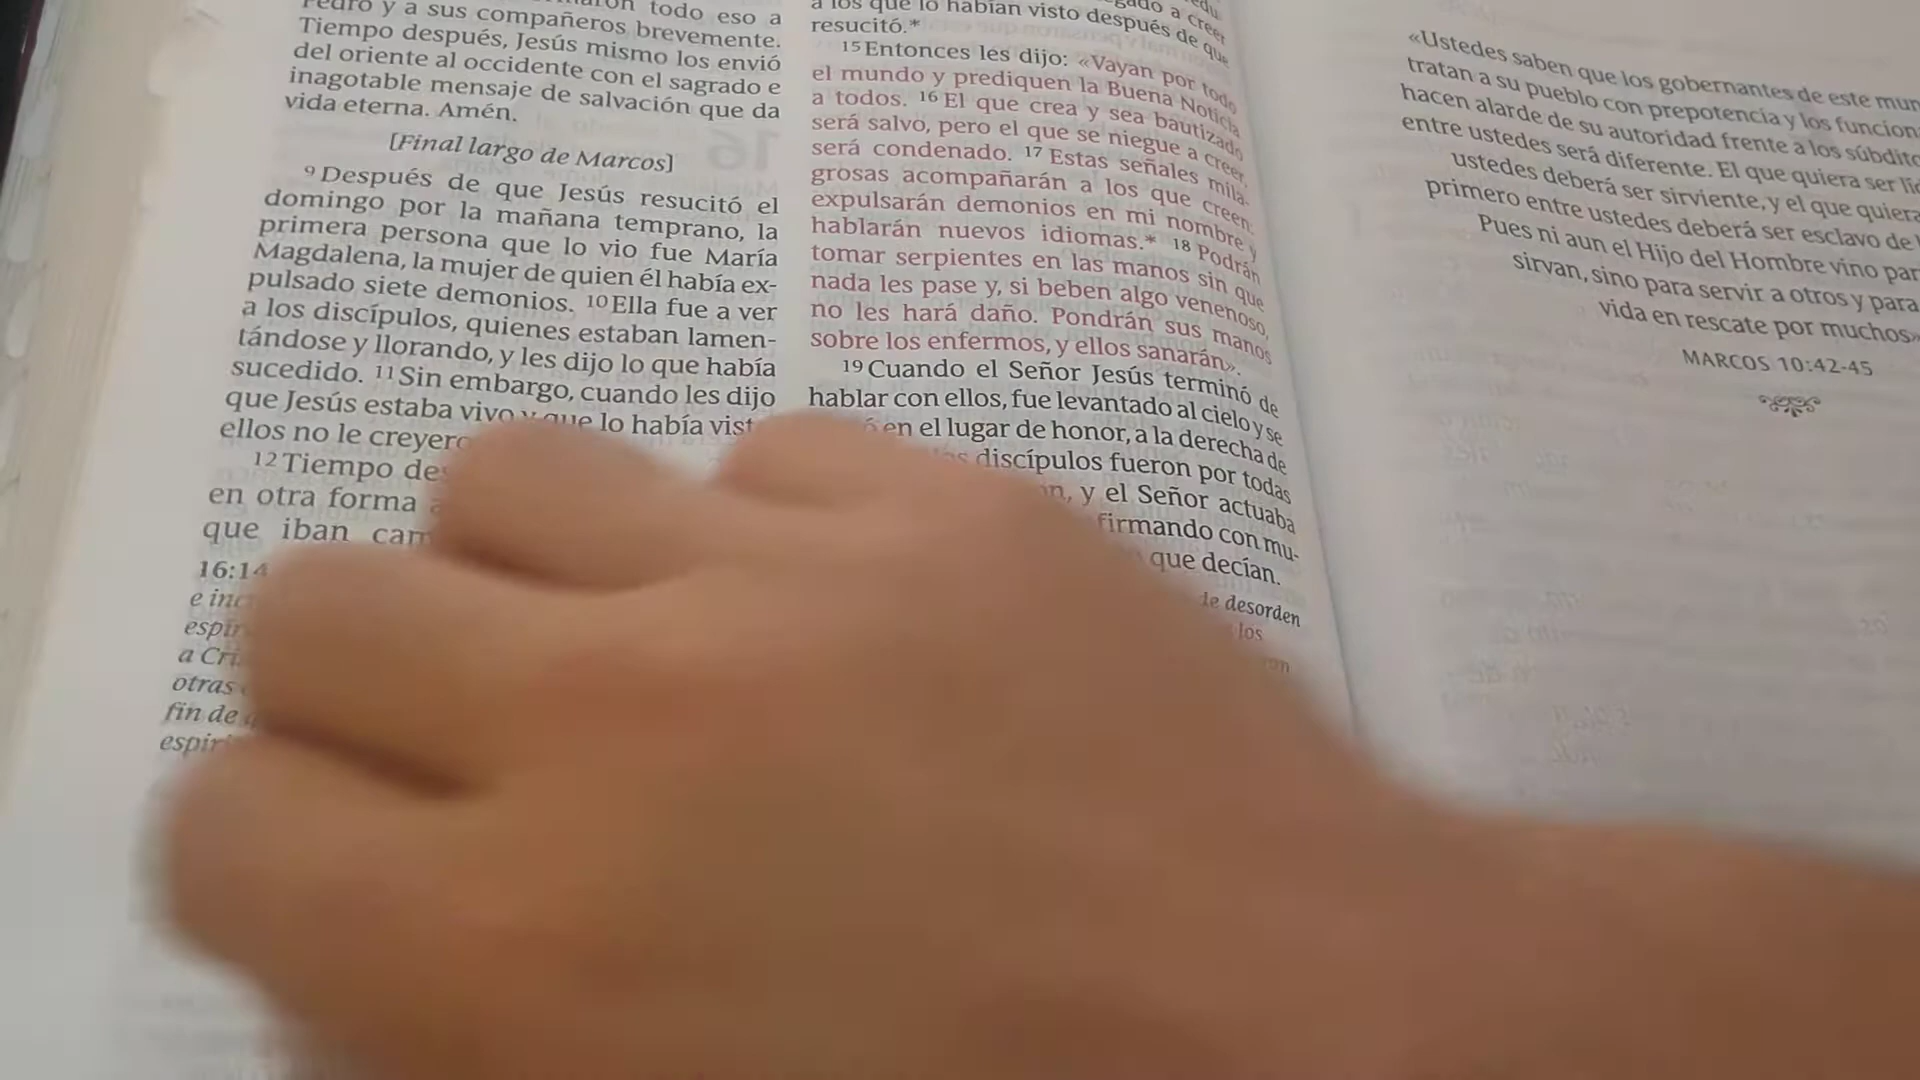 todo eso a
Pedro y a sus compañeros brevemente.
Tiempo después, Jesús mismo los envió
del oriente al occidente con el sagrado e
inagotable mensaje de salvación que da
vida eterna. Amén.
[Final largo de Marcos]
9 Después de que Jesús resucitó el
domingo por la mañana temprano, la
primera persona que lo vio fue María
Magdalena, la mujer de quien él había ex-
pulsado siete demonios. 10 Ella fue a ver
a los discípulos, quienes estaban lamen-
tándose y llorando, y les dijo lo que había
sucedido. 11 Sin embargo, cuando les dijo
que Jesús estaba vivo y que lo había
ellos no le
12 Tiempo
en otra forma
que iban
16:14
e
a
otras
fin de
a los que lo habían visto después de que
resucitó.*
15 Entonces les dijo: «Vayan por todo
el mundo y prediquen la Buena Noticia
a todos. 16 El que crea y sea bautizado
será salvo, pero el que se niegue a creer,
será condenado. 17 Estas señales mila-
grosas acompañarán a los que creen:
expulsarán demonios en mi nombre y
hablarán nuevos idiomas.* 18 Podrán
tomar serpientes en las manos sin que
nada les pase y, si beben algo venenoso,
no les hará daño. Pondrán sus manos
sobre los enfermos, y ellos sanarán».
19 Cuando el Señor Jesús terminó de
hablar con ellos, fue levantado al cielo y se
en el lugar de honor, a la derecha de
discípulos fueron por todas
y el Señor actuaba
con mu-
que decían.
de desorden
los
«Ustedes saben que los gobernantes de este
tratan a su pueblo con prepotencia y los
hacen alarde de su autoridad frente a los
entre ustedes será diferente. El que quiera ser
ustedes deberá ser sirviente, y el que quiera
primero entre ustedes deberá ser esclavo de
Pues ni aun el Hijo del Hombre vino
sirvan, sino para servir a otros y para
vida en rescate por muchos»
MARCOS 10:42-45